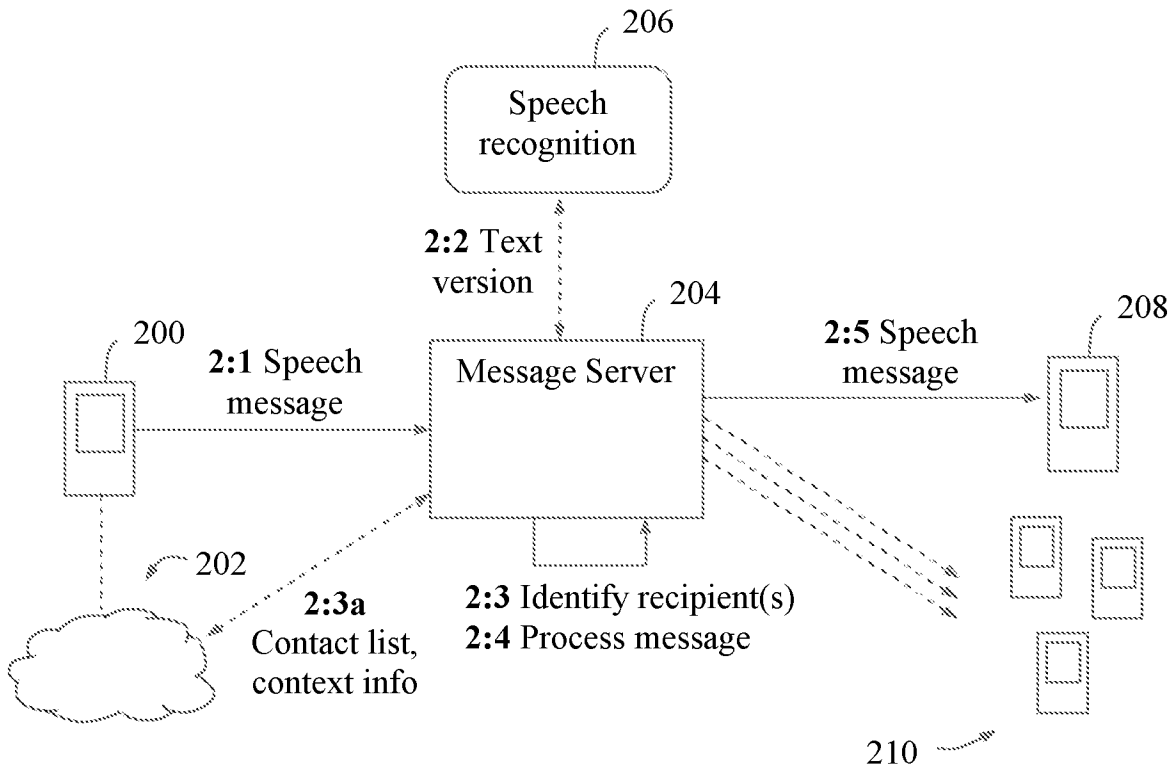 206
Speech
recognition
2:2 Text
version
204
208
200
2:1 Speech
message
Message Server
2:5 Speech
message
202
2:3a
Contact list,
context info
2:3 Identify recipient(s)
2:4 Process message
210